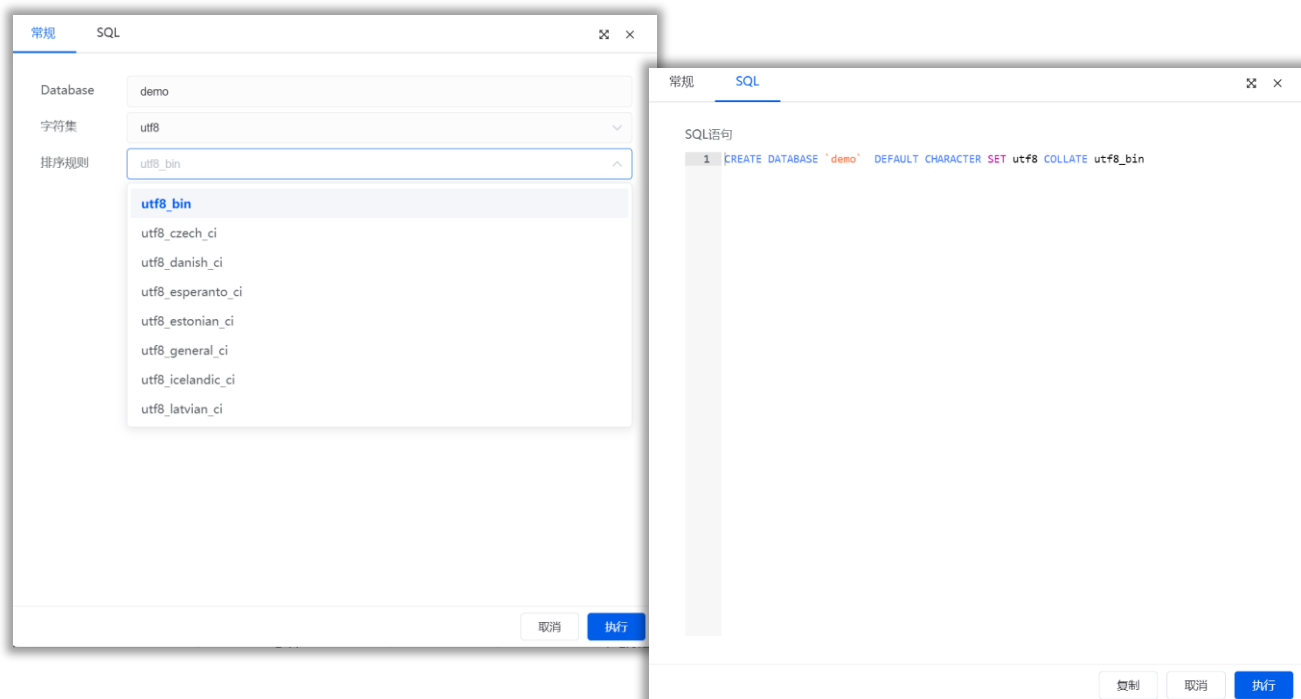 常规 SQL
Database demo
字符集 utf8
排序规则 utf8_bin
utf8_bin
utf8_czech_ci
utf8_danish_ci
utf8_esperanto_ci
utf8_estonian_ci
utf8_general_ci
utf8_icelandic_ci
utf8_latvian_ci
取消 执行
常规 SQL
SQL语句
1 CREATE DATABASE `demo`  DEFAULT CHARACTER SET utf8 COLLATE utf8_bin
复制 取消 执行